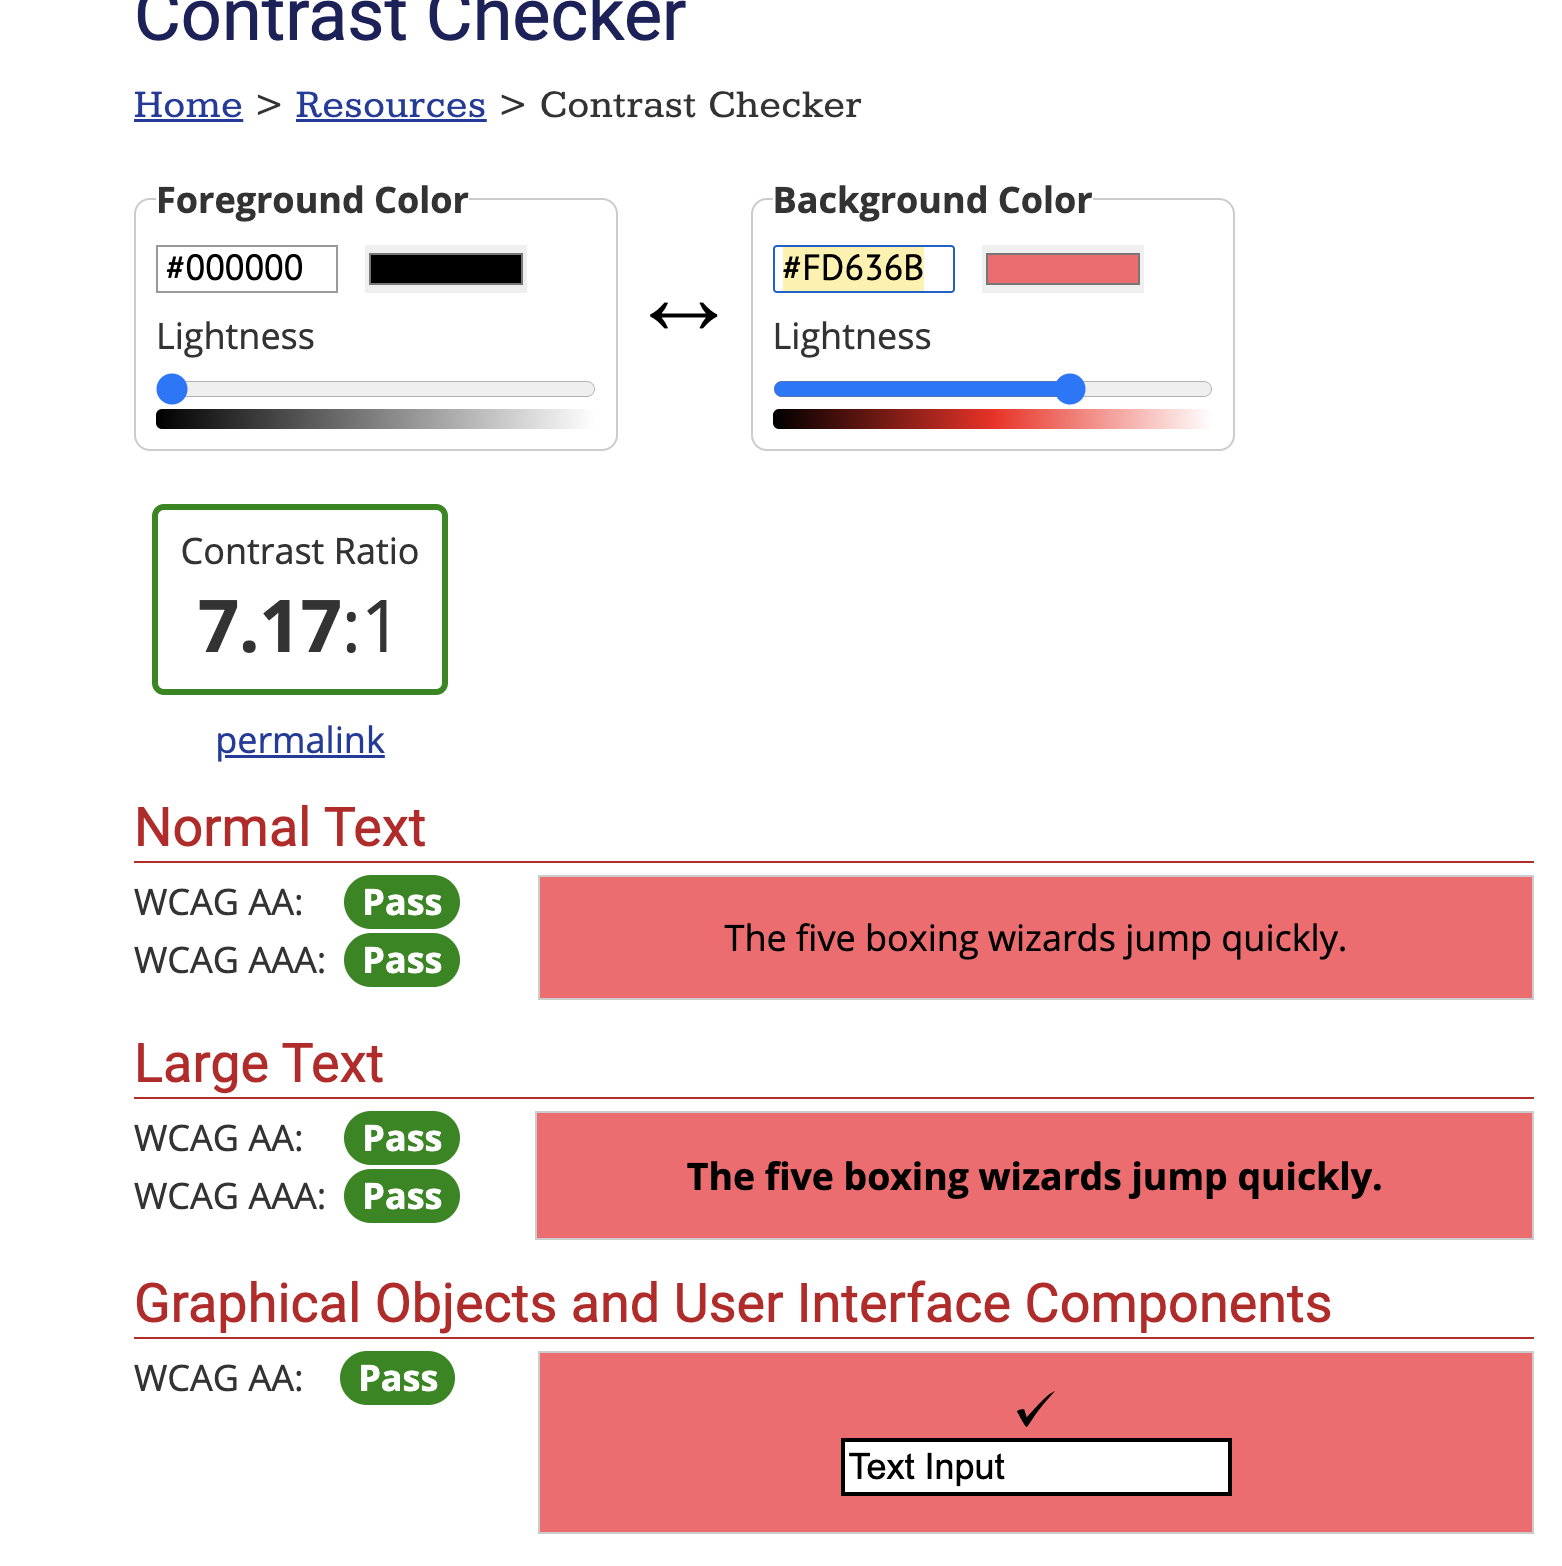 Contrast Checker
Home > Resources > Contrast Checker
Foreground Color
#000000
Lightness
Background Color
#FD636B
Lightness
Contrast Ratio
7.17:1
permalink
Normal Text
WCAG AA: Pass
WCAG AAA: Pass
The five boxing wizards jump quickly.
Large Text
WCAG AA: Pass
WCAG AAA: Pass
The five boxing wizards jump quickly.
Graphical Objects and User Interface Components
WCAG AA: Pass
Text Input